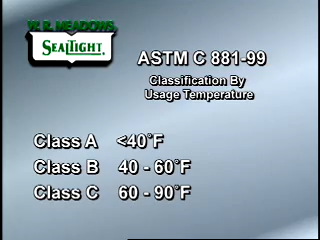 W. R. MEADOWS
SEALTIGHT
ASTM C 881-99
Classification By
Usage Temperature
Class A <40°F
Class B 40 - 60°F
Class C 60 - 90°F